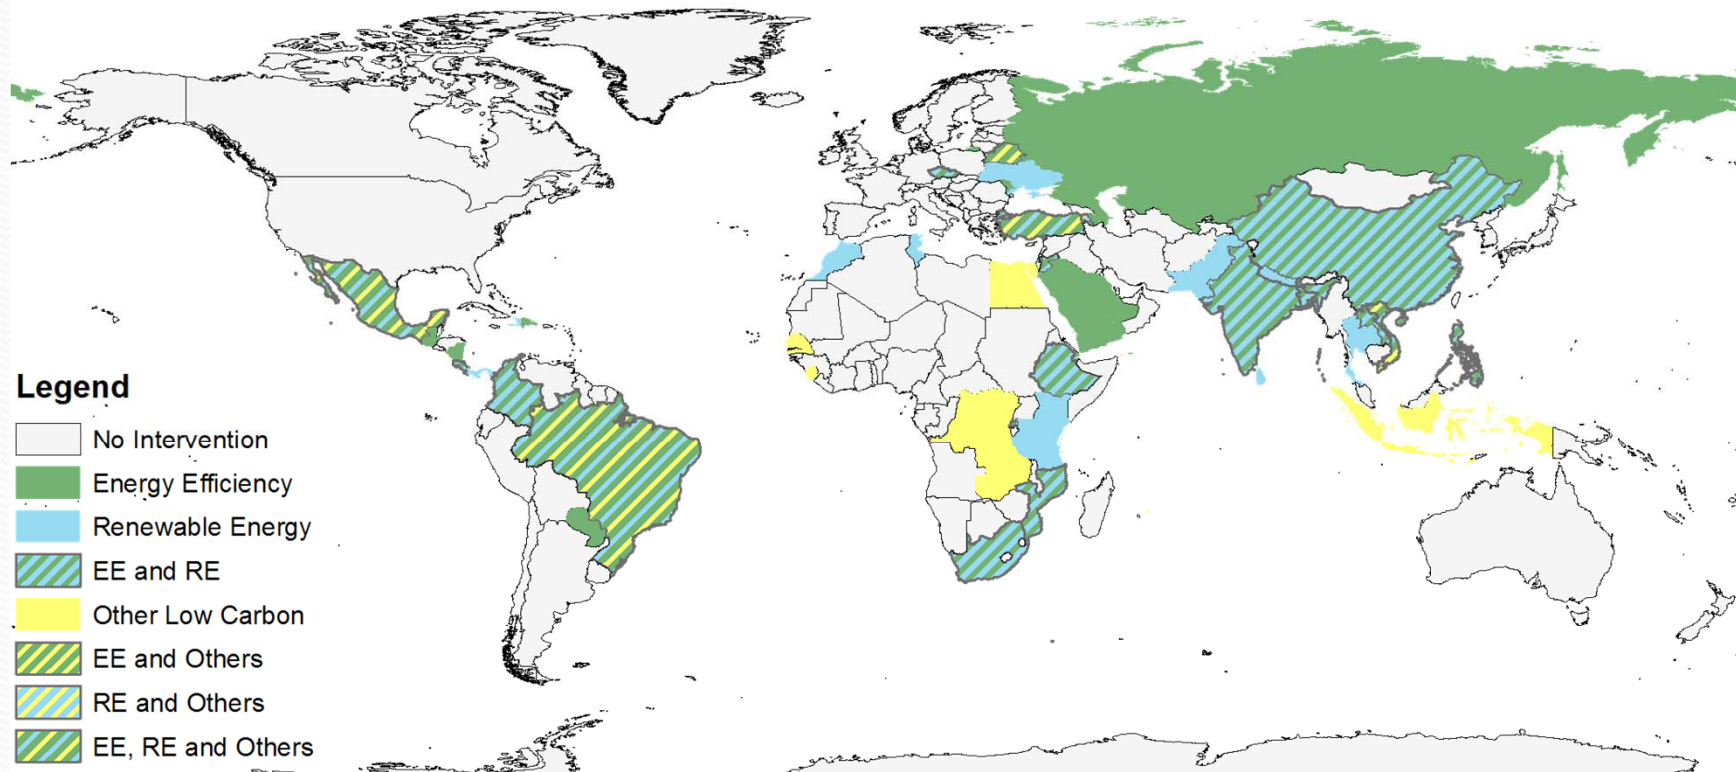 Legend
No Intervention
Energy Efficiency
Renewable Energy
EE and RE
Other Low Carbon
EE and Others
RE and Others
EE, RE and Others